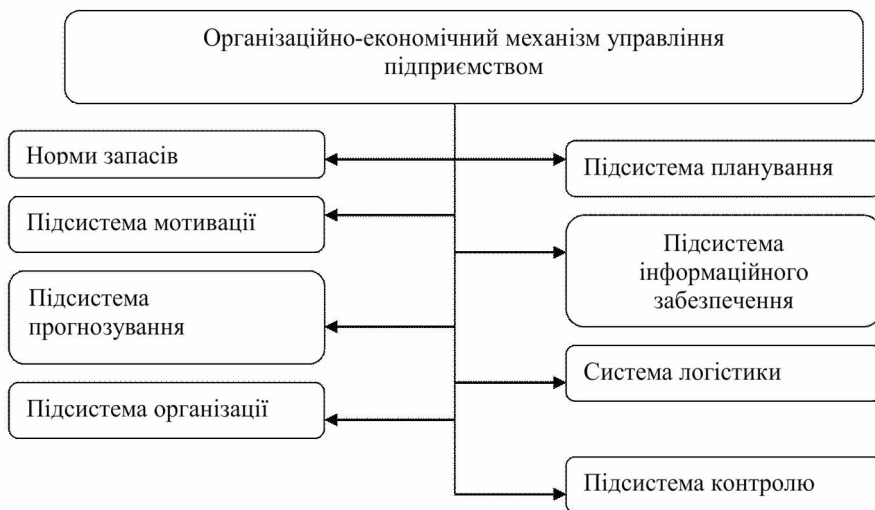 Організаційно-економічний механізм управління
підприємством
Норми запасів
Підсистема планування
Підсистема мотивації
Підсистема
інформаційного
забезпечення
Підсистема
прогнозування
Система логістики
Підсистема організації
Підсистема контролю